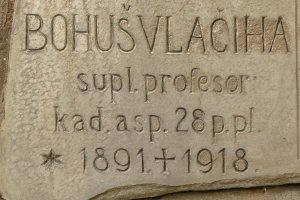 BOHUŠ VLAČIHA
supl. profesor
kad. asp. 28 p. pl.
* 1891. ✝ 1918.